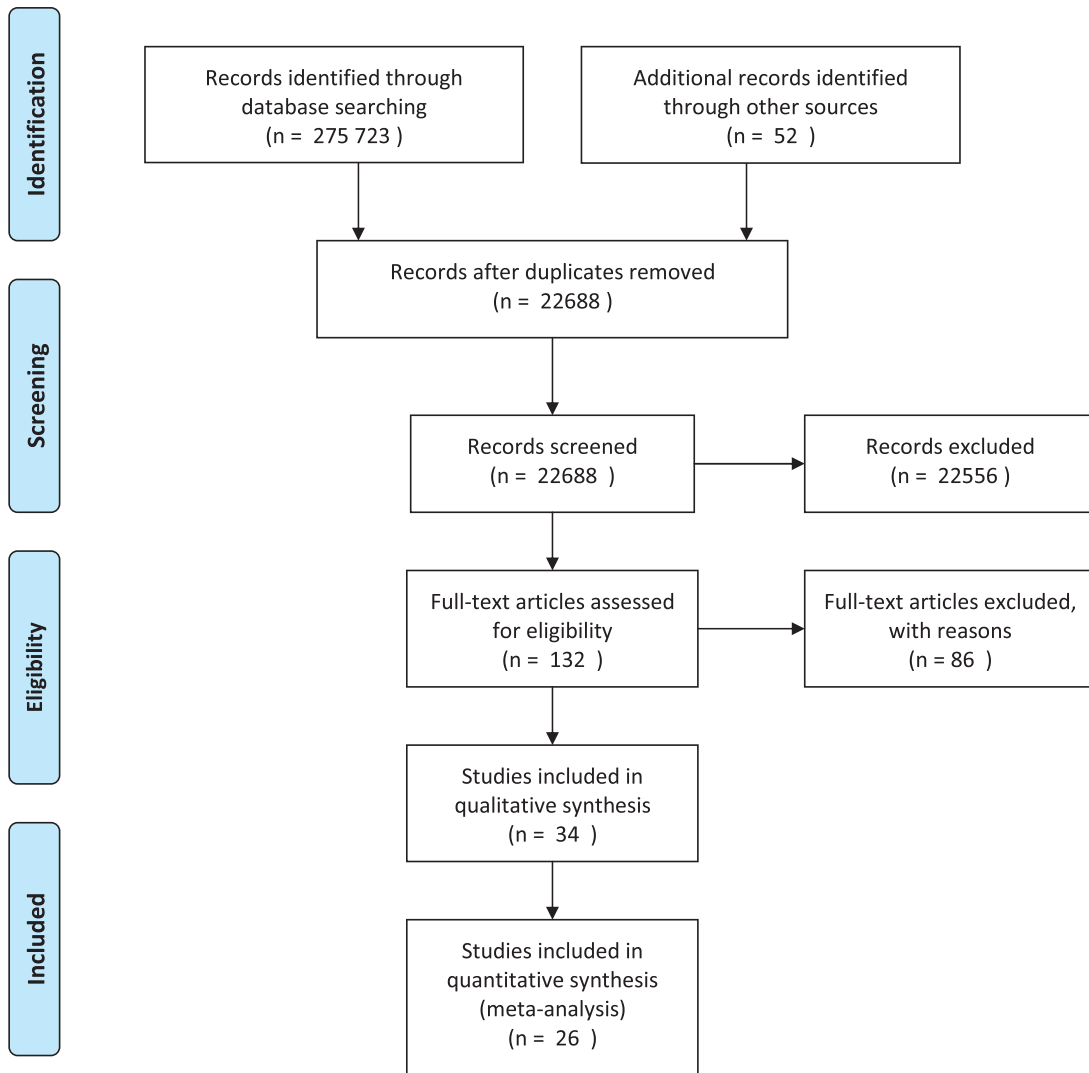 Identification
Records identified through
database searching
(n =  275 723 )
Additional records identified
through other sources
(n =  52  )
Records after duplicates removed
(n =  22688 )
Screening
Records screened
(n =  22688  )
Records excluded
(n =  22556 )
Eligibility
Full-text articles assessed
for eligibility
(n =  132  )
Full-text articles excluded,
with reasons
(n = 86  )
Studies included in
qualitative synthesis
(n =  34  )
Included
Studies included in
quantitative synthesis
(meta-analysis)
(n =  26  )